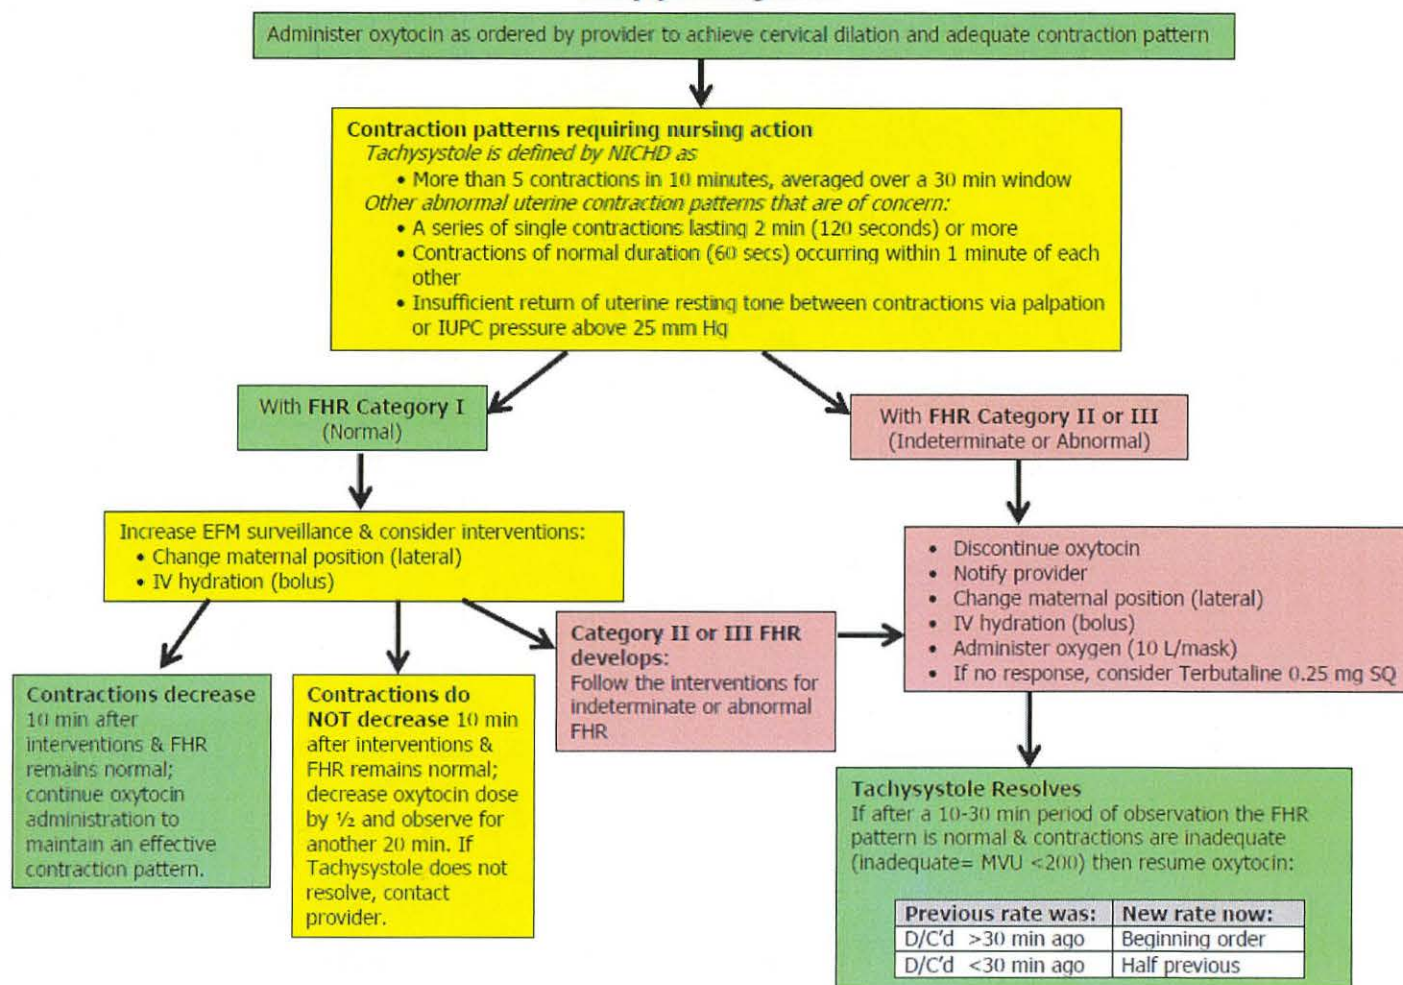 Administer oxytocin as ordered by provider to achieve cervical dilation and adequate contraction pattern
Contraction patterns requiring nursing action
Tachysystole is defined by NICHD as
• More than 5 contractions in 10 minutes, averaged over a 30 min window
Other abnormal uterine contraction patterns that are of concern:
• A series of single contractions lasting 2 min (120 seconds) or more
• Contractions of normal duration (60 secs) occurring within 1 minute of each
other
• Insufficient return of uterine resting tone between contractions via palpation
or IUPC pressure above 25 mm Hg
With FHR Category I
(Normal)
With FHR Category II or III
(Indeterminate or Abnormal)
Increase EFM surveillance & consider interventions:
• Change maternal position (lateral)
• IV hydration (bolus)
• Discontinue oxytocin
• Notify provider
• Change maternal position (lateral)
• IV hydration (bolus)
• Administer oxygen (10 L/mask)
• If no response, consider Terbutaline 0.25 mg SQ
Category II or III FHR
develops:
Follow the interventions for
indeterminate or abnormal
FHR
Contractions decrease
10 min after
interventions & FHR
remains normal;
continue oxytocin
administration to
maintain an effective
contraction pattern.
Contractions do
NOT decrease 10 min
after interventions &
FHR remains normal;
decrease oxytocin dose
by ½ and observe for
another 20 min. If
Tachysystole does not
resolve, contact
provider.
Tachysystole Resolves
If after a 10-30 min period of observation the FHR
pattern is normal & contractions are inadequate
(inadequate= MVU <200) then resume oxytocin:
Previous rate was: New rate now:
D/C'd >30 min ago Beginning order
D/C'd <30 min ago Half previous